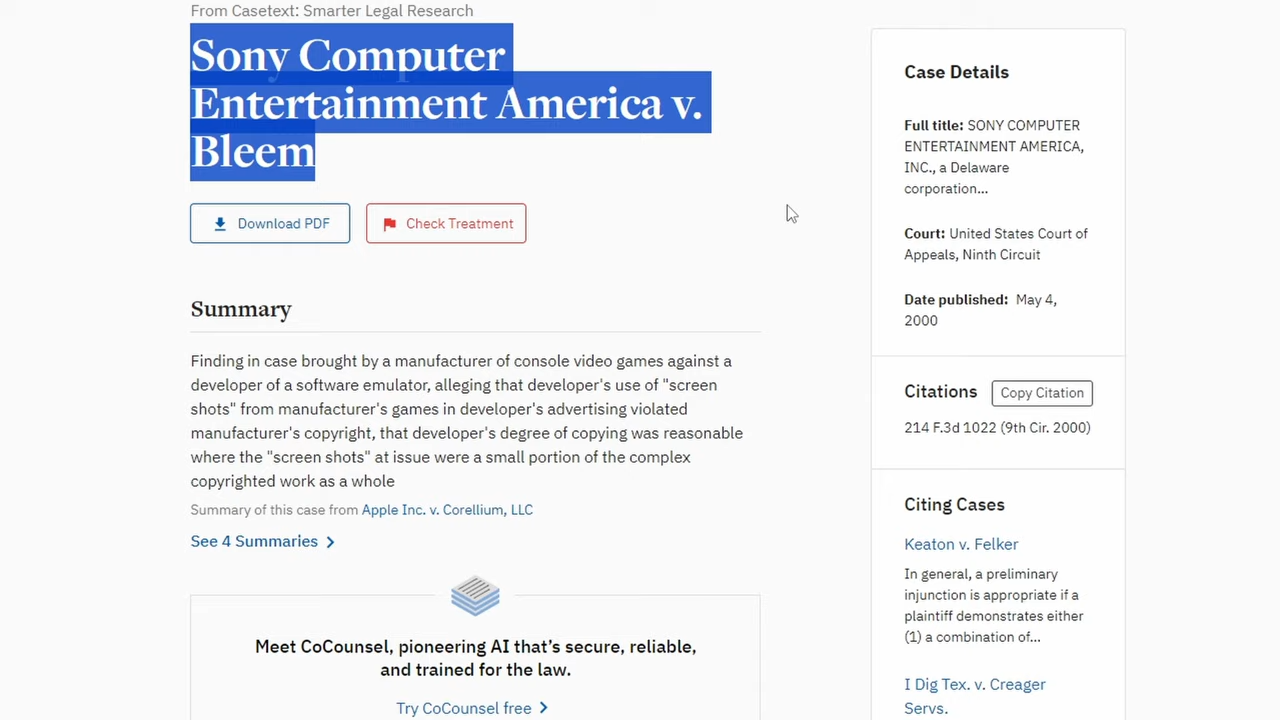 From Casetext: Smarter Legal Research
Sony Computer
Entertainment America v.
Bleem
Download PDF
Check Treatment
Summary
Finding in case brought by a manufacturer of console video games against a
developer of a software emulator, alleging that developer's use of "screen
shots" from manufacturer's games in developer's advertising violated
manufacturer's copyright, that developer's degree of copying was reasonable
where the "screen shots" at issue were a small portion of the complex
copyrighted work as a whole
Summary of this case from Apple Inc. v. Corellium, LLC
See 4 Summaries
Meet CoCounsel, pioneering AI that's secure, reliable,
and trained for the law.
Try CoCounsel free
Case Details
Full title: SONY COMPUTER
ENTERTAINMENT AMERICA,
INC., a Delaware
corporation...
Court: United States Court of
Appeals, Ninth Circuit
Date published: May 4,
2000
Citations
Copy Citation
214 F.3d 1022 (9th Cir. 2000)
Citing Cases
Keaton v. Felker
In general, a preliminary
injunction is appropriate if a
plaintiff demonstrates either
(1) a combination of...
I Dig Tex. v. Creager
Servs.